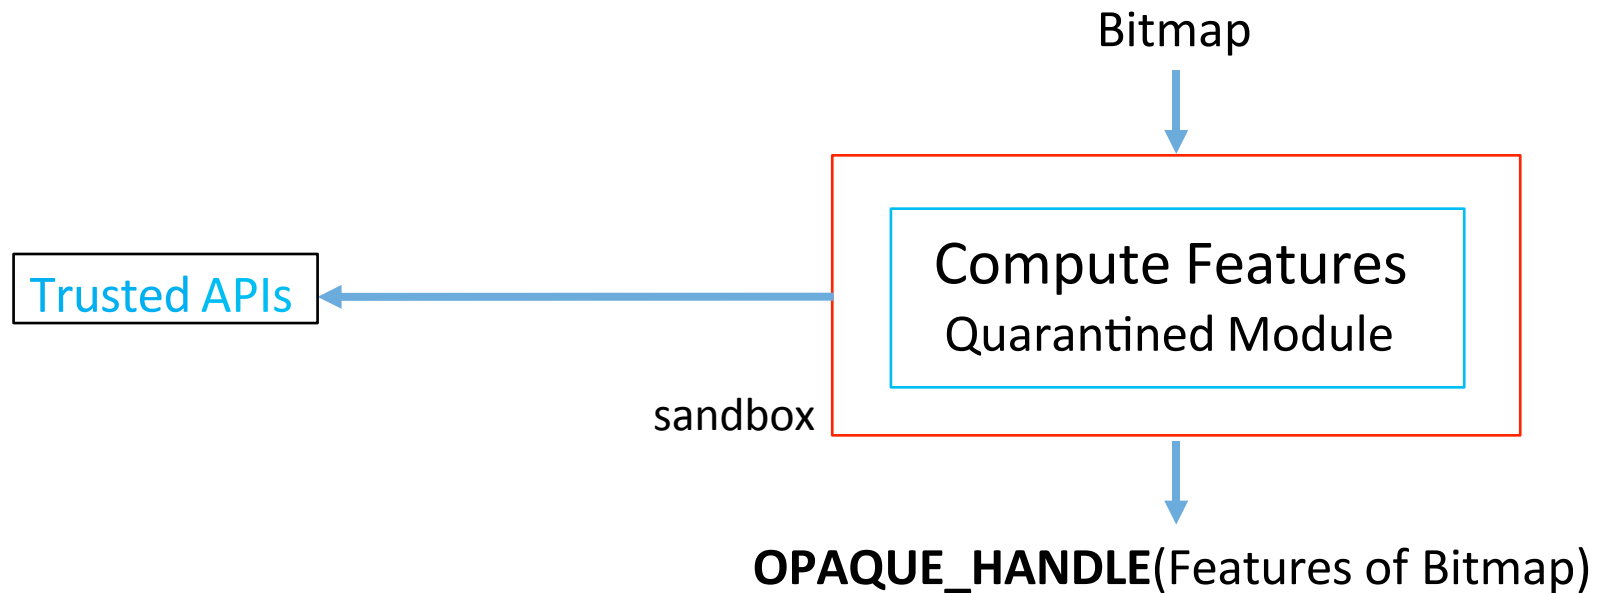 Bitmap
Compute Features
Quarantined Module
Trusted APIs
sandbox
OPAQUE_HANDLE(Features of Bitmap)